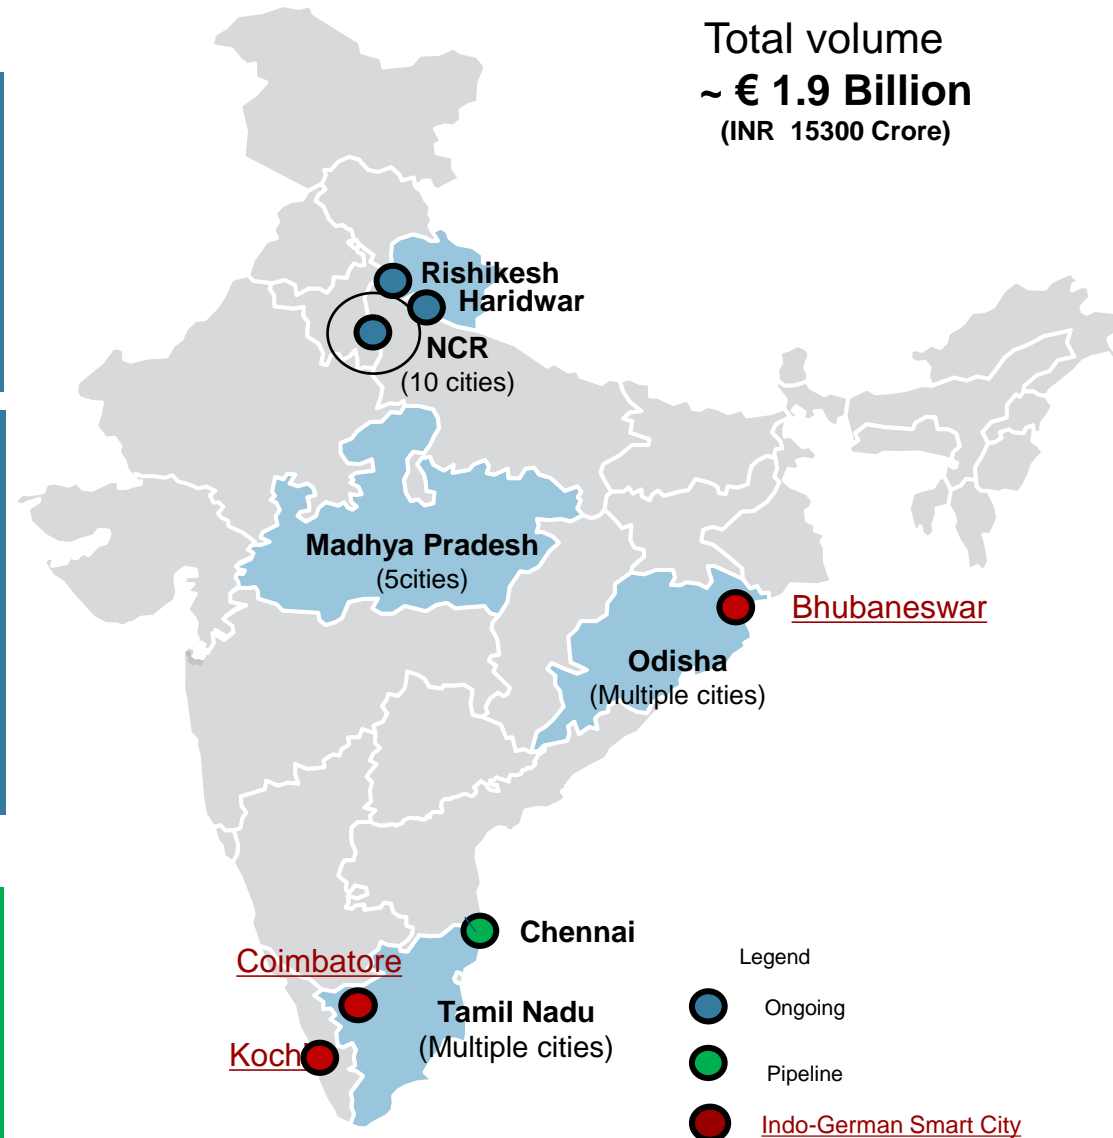 Total volume
~ € 1.9 Billion
(INR 15300 Crore)
Rishikesh
Haridwar
NCR
(10 cities)
Madhya Pradesh
(5cities)
Bhubaneswar
Odisha
(Multiple cities)
Chennai
Coimbatore
Tamil Nadu
(Multiple cities)
Kochi
Legend
Ongoing
Pipeline
Indo-German Smart City